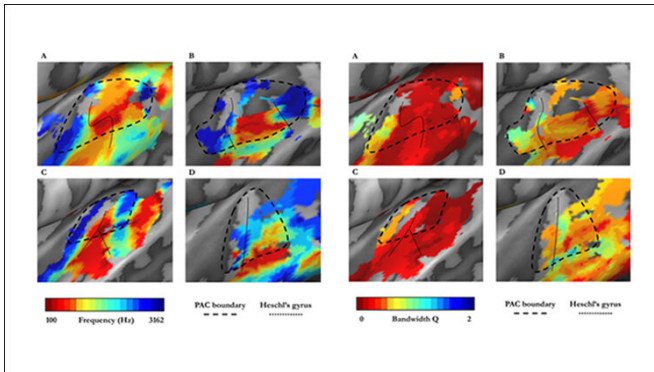 A
B
A
B
C
D
C
D
100 Frequency (Hz) 3162
PAC boundary
Heschl's gyrus
0 Bandwidth Q 2
PAC boundary
Heschl's gyrus